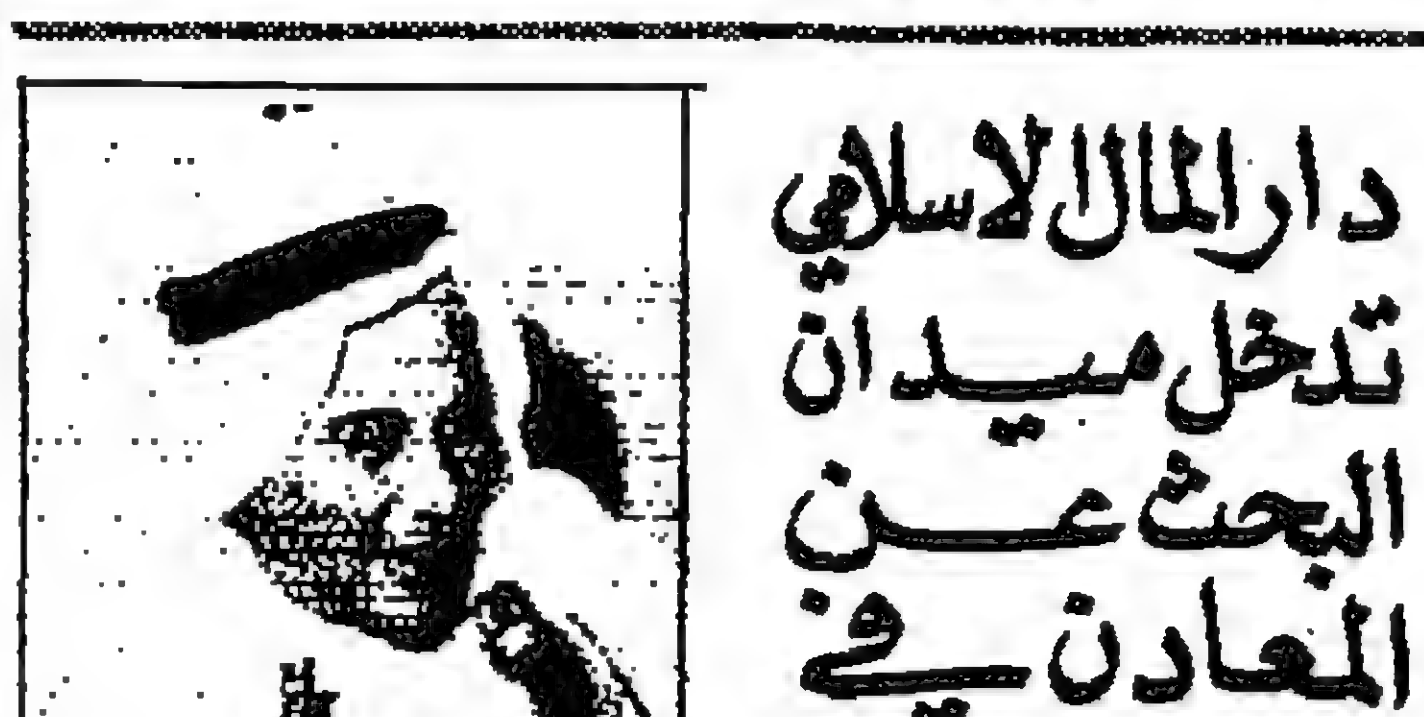 دار المال الاسلامي
تدخل ميدان
البحث عن
المعادن في